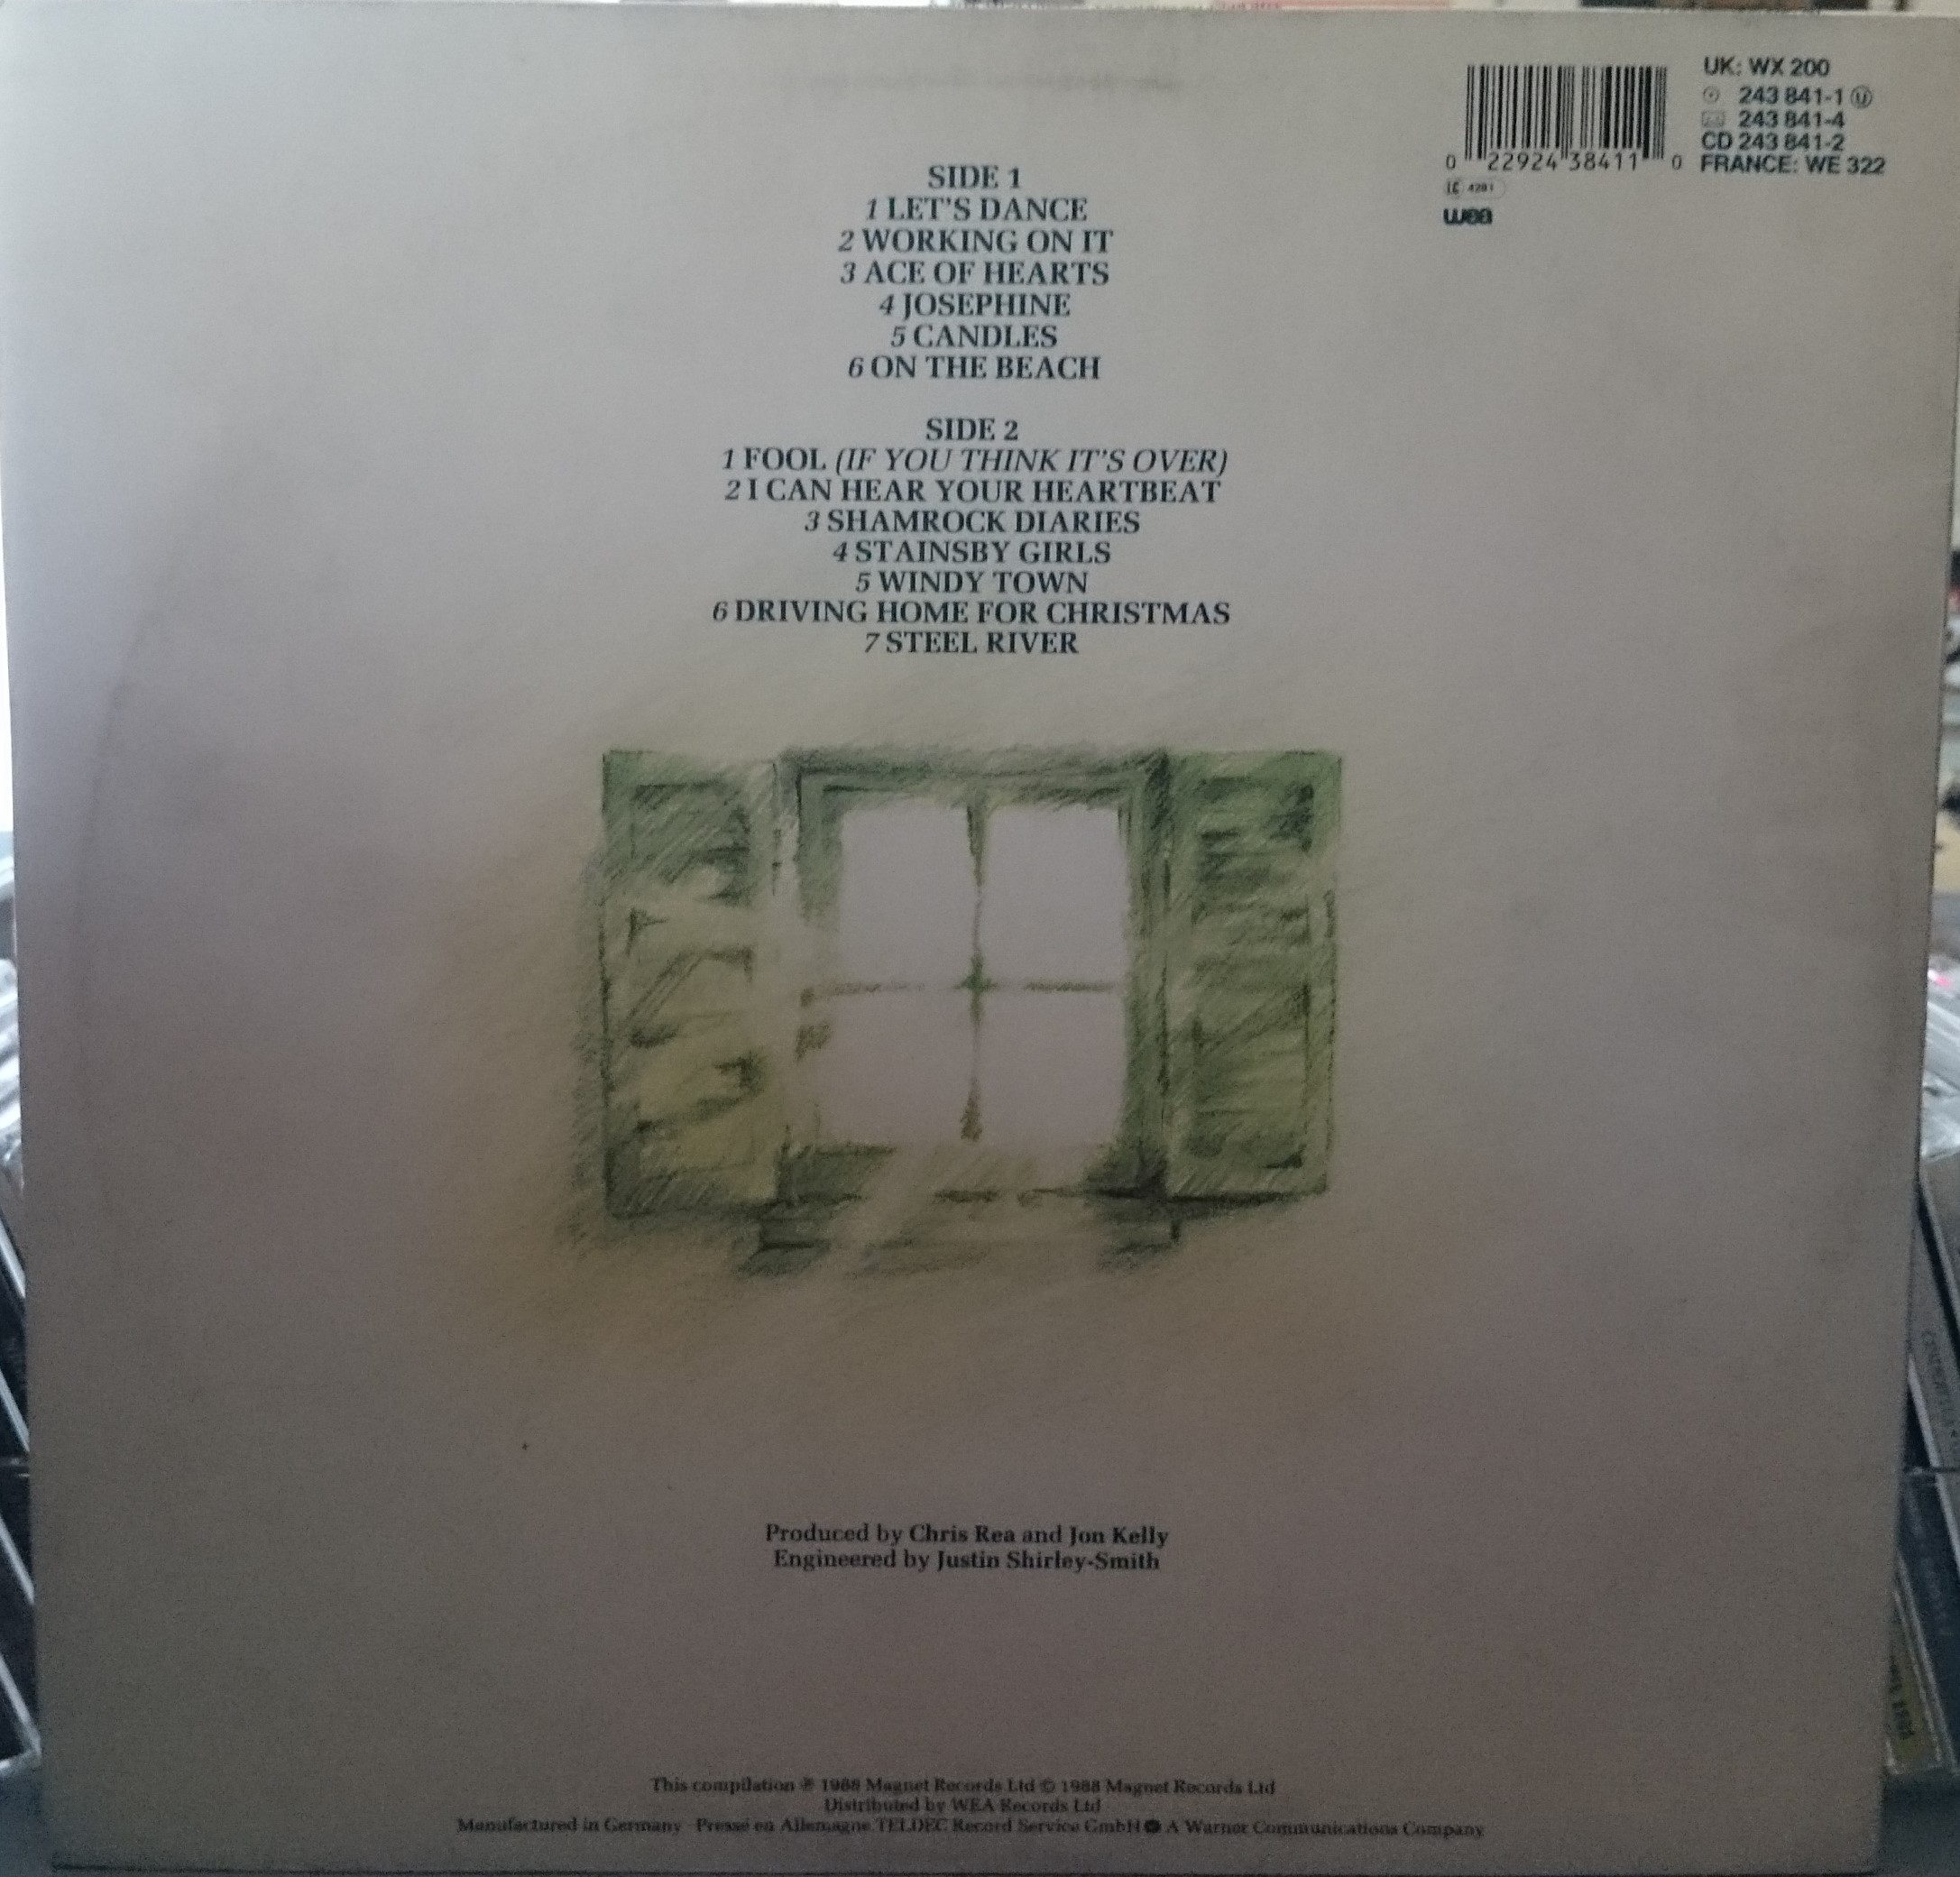 UK: WX 200
243 841-1 U
243 841-4
CD 243 841-2
FRANCE: WE 322
0 22924 38411 0
LC 4281
wea
SIDE 1
1 LET'S DANCE
2 WORKING ON IT
3 ACE OF HEARTS
4 JOSEPHINE
5 CANDLES
6 ON THE BEACH
SIDE 2
1 FOOL (IF YOU THINK IT'S OVER)
2 I CAN HEAR YOUR HEARTBEAT
3 SHAMROCK DIARIES
4 STAINSBY GIRLS
5 WINDY TOWN
6 DRIVING HOME FOR CHRISTMAS
7 STEEL RIVER
Produced by Chris Rea and Jon Kelly
Engineered by Justin Shirley-Smith
This compilation ℗ 1988 Magnet Records Ltd © 1988 Magnet Records Ltd
Distributed by WEA Records Ltd
Manufactured in Germany · Pressé en Allemagne. TELDEC Record Service GmbH A Warner Communications Company